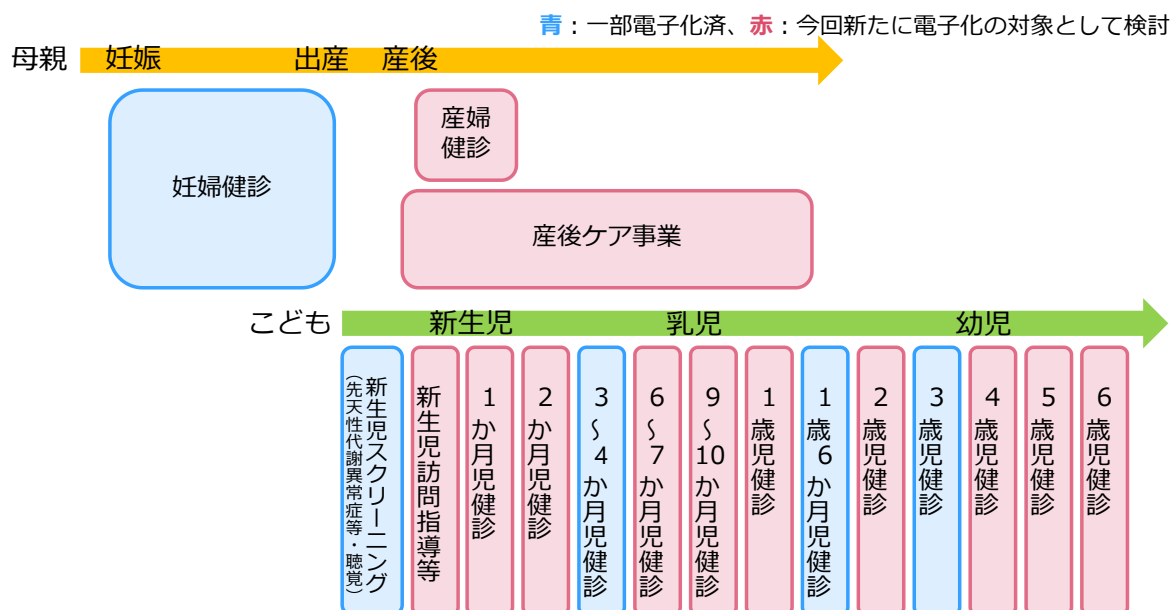 青：一部電子化済、赤：今回新たに電子化の対象として検討
母親
妊娠
出産
産後
妊婦健診
産婦
健診
産後ケア事業
こども
新生児
乳児
幼児
新生児スクリーニング
（先天性代謝異常症等・聴覚）
新生児訪問指導等
1か月児健診
2か月児健診
3～4か月児健診
6～7か月児健診
9～10か月児健診
1歳児健診
1歳6か月児健診
2歳児健診
3歳児健診
4歳児健診
5歳児健診
6歳児健診